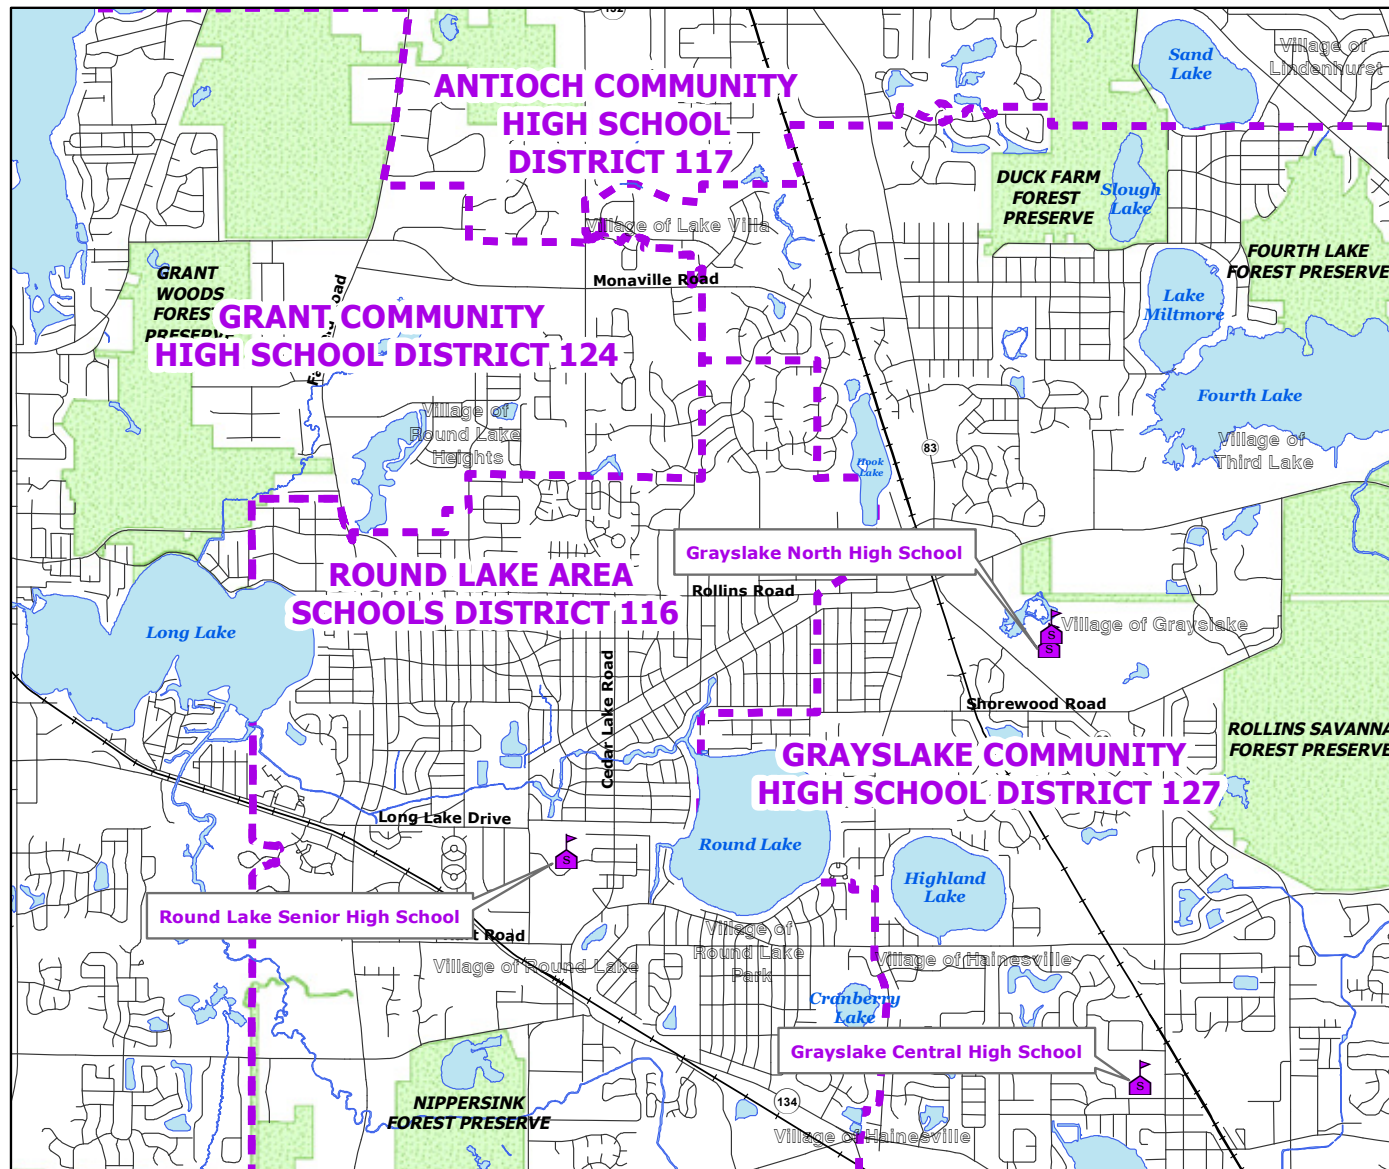 132
Sand
Lake
Village of
Lindenhurst
ANTIOCH COMMUNITY
HIGH SCHOOL
DISTRICT 117
DUCK FARM
FOREST
PRESERVE
Slough
Lake
Village of Lake Villa
FOURTH LAKE
FOREST PRESERVE
GRANT
WOODS
FOREST
PRESERVE
Monaville Road
Lake
Miltmore
GRANT COMMUNITY
HIGH SCHOOL DISTRICT 124
Fourth Lake
Village of
Round Lake
Heights
Village of
Third Lake
83
Hook
Lake
Grayslake North High School
ROUND LAKE AREA
SCHOOLS DISTRICT 116
Rollins Road
Long Lake
Village of Grayslake
S
S
Cedar Lake Road
Shorewood Road
ROLLINS SAVANNA
FOREST PRESERVE
GRAYSLAKE COMMUNITY
HIGH SCHOOL DISTRICT 127
Long Lake Drive
Round Lake
S
Highland
Lake
Round Lake Senior High School
Road
Village of
Round Lake
Park
Village of Round Lake
Village of Hainesville
Cranberry
Lake
Grayslake Central High School
S
NIPPERSINK
FOREST PRESERVE
134
Village of Hainesville